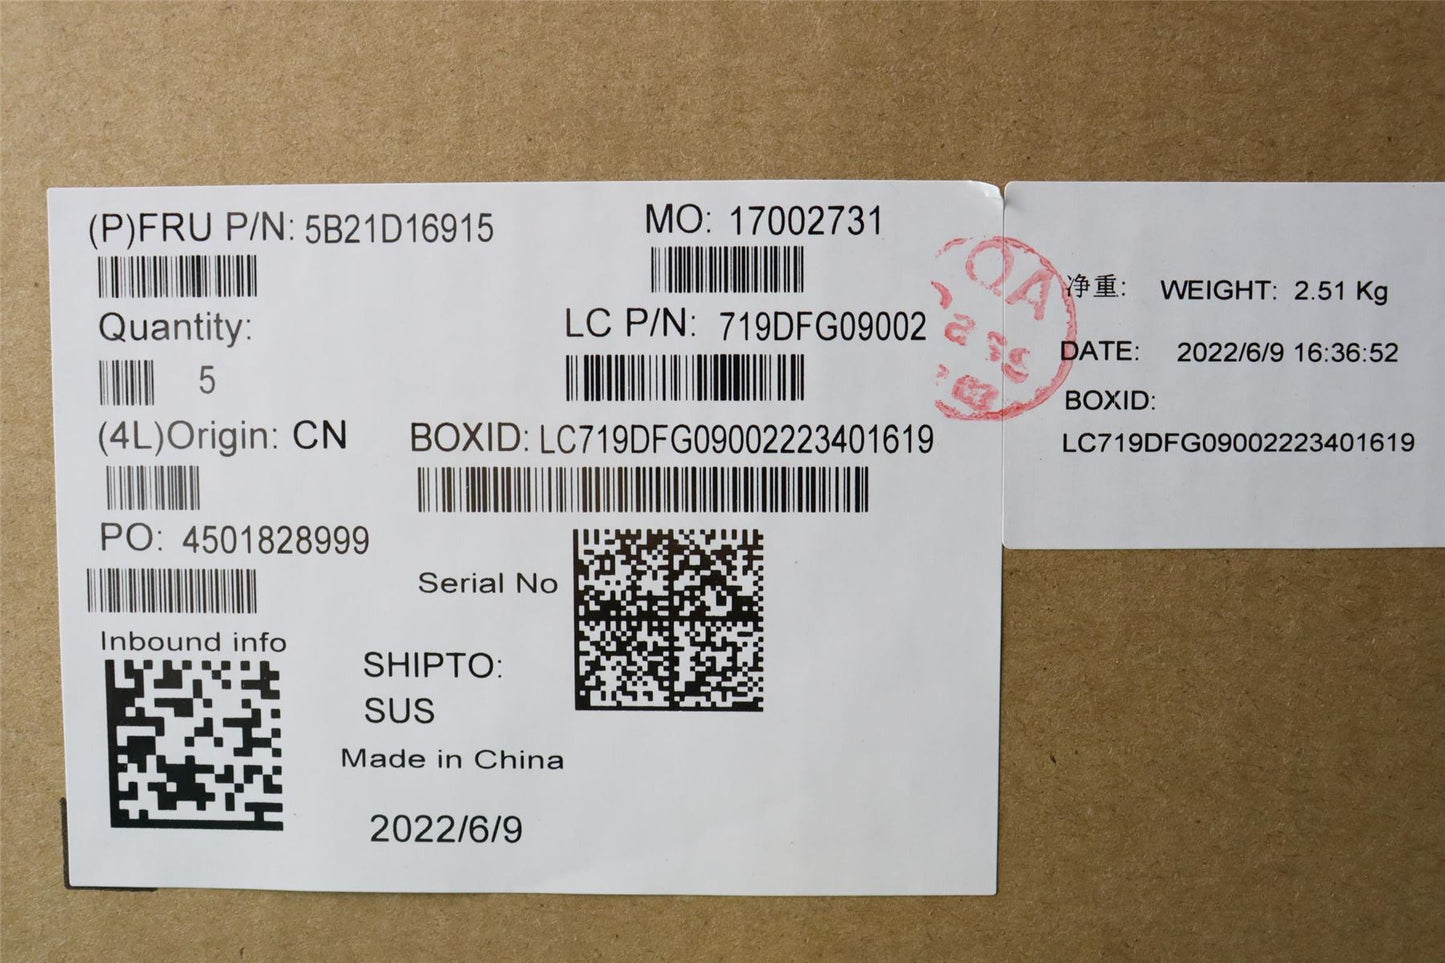 (P)FRU P/N: 5B21D16915
MO: 17002731
Quantity:
5
LC P/N: 719DFG09002
(4L)Origin: CN
BOXID: LC719DFG09002223401619
PO: 4501828999
Serial No
Inbound info
SHIPTO:
SUS
Made in China
2022/6/9
QA
净重: WEIGHT: 2.51 Kg
DATE: 2022/6/9 16:36:52
BOXID:
LC719DFG09002223401619